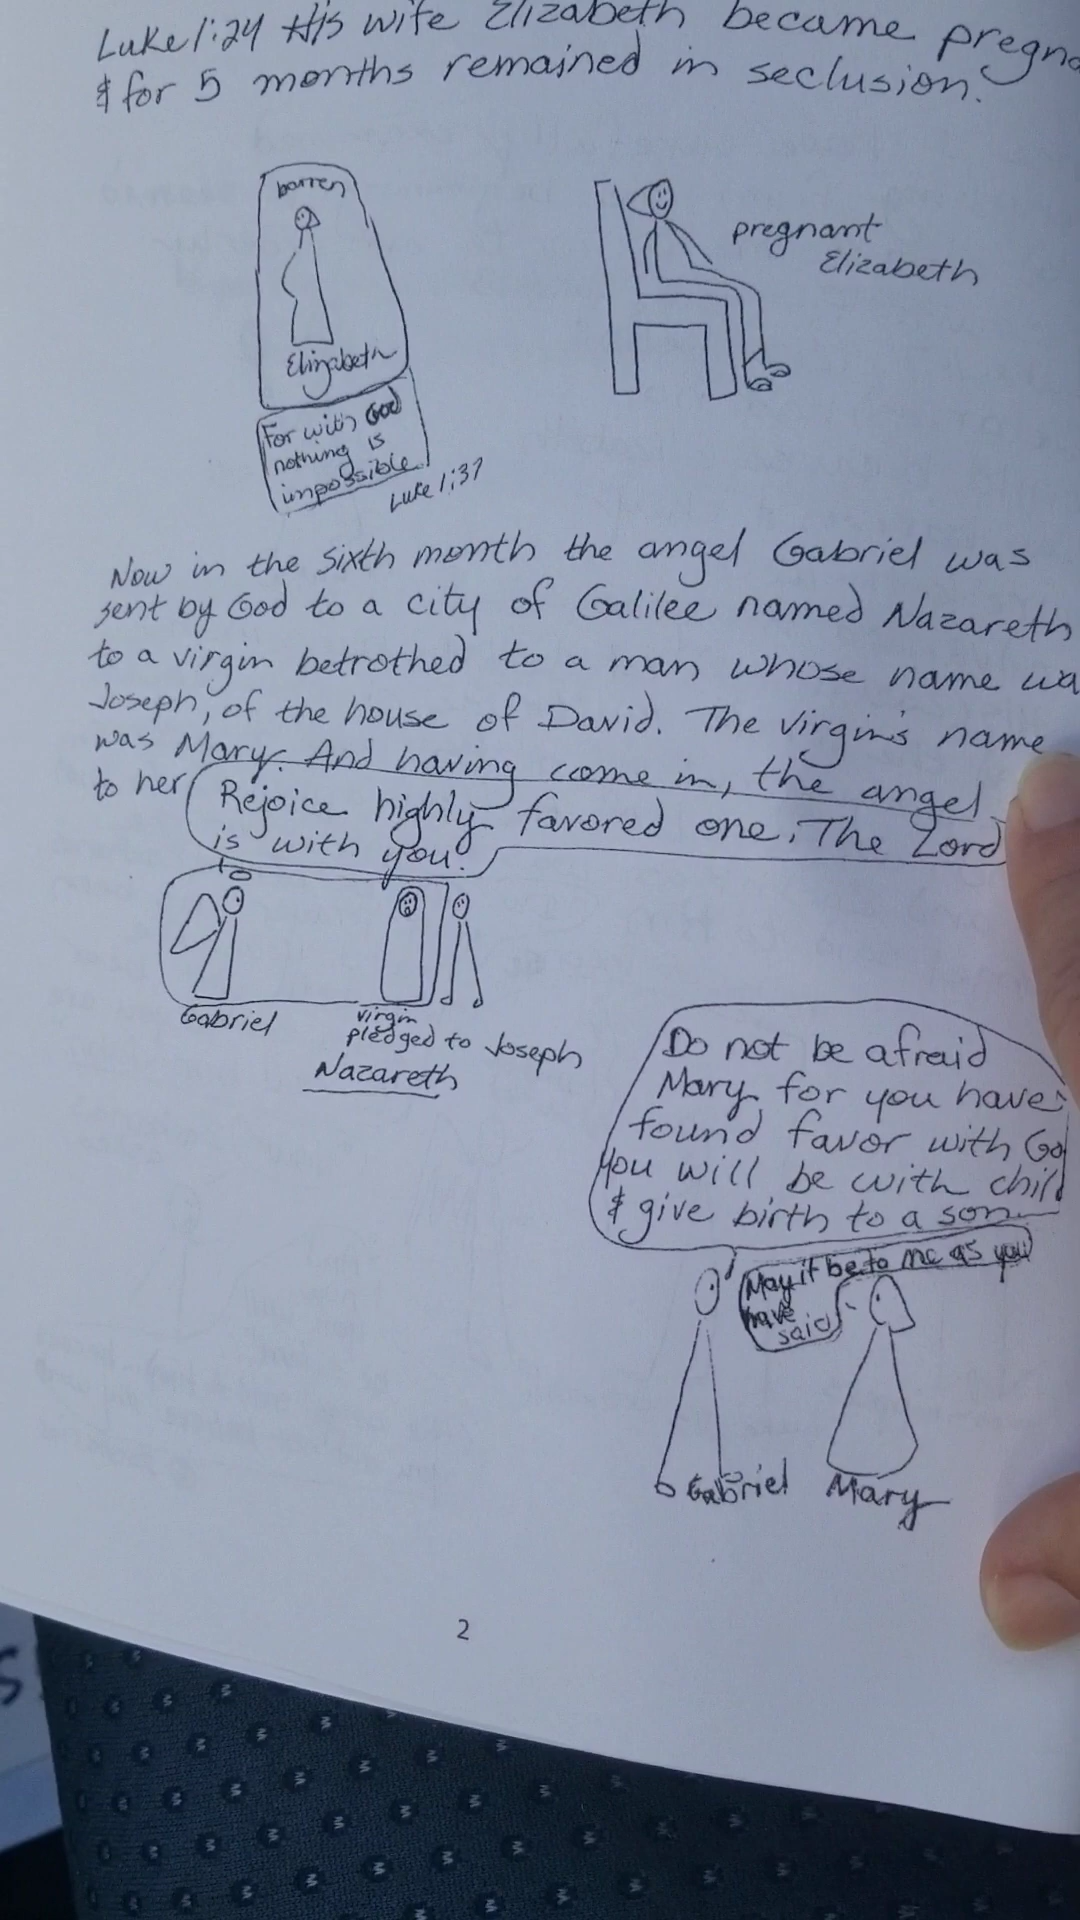 Luke 1:24 His wife Elizabeth became pregna
& for 5 months remained in seclusion.
barren
Elizabeth
For with God
nothing is
impossible
Luke 1:37
pregnant
Elizabeth
Now in the sixth month the angel Gabriel was
sent by God to a city of Galilee named Nazareth
to a virgin betrothed to a man whose name wa
Joseph, of the house of David. The virgin's name
was Mary. And having come in, the angel
to her
Rejoice highly favored one. The Lord
is with you.
Gabriel
virgin
pledged to Joseph
Nazareth
Do not be afraid
Mary, for you have
found favor with Go
You will be with child
& give birth to a son.
May it be to me as you
have
said
Gabriel
Mary
2